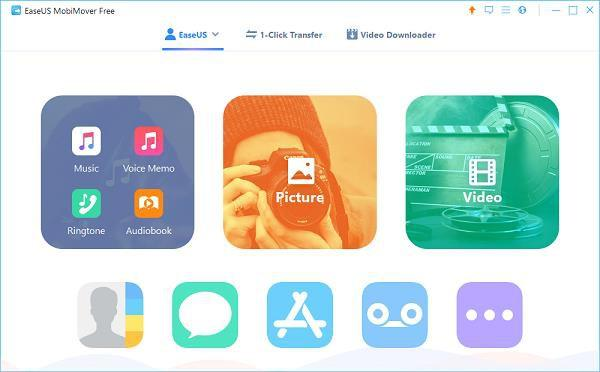 EaseUS MobiMover Free
EaseUS
1-Click Transfer
Video Downloader
Music
Voice Memo
Ringtone
Audiobook
Picture
Video